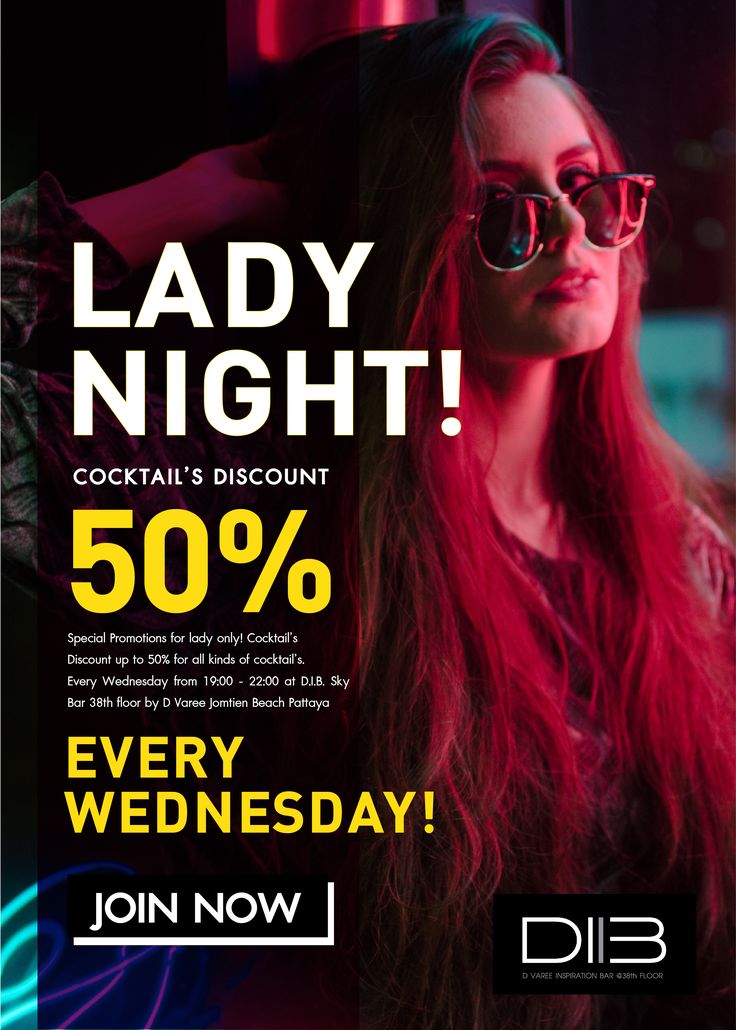 LADY
NIGHT!
COCKTAIL'S DISCOUNT
50%
Special Promotions for lady only! Cocktail's
Discount up to 50% for all kinds of cocktail's.
Every Wednesday from 19:00 - 22:00 at D.I.B. Sky
Bar 38th floor by D Varee Jomtien Beach Pattaya
EVERY
WEDNESDAY!
JOIN NOW
DIB
D VAREE INSPIRATION BAR @38th FLOOR